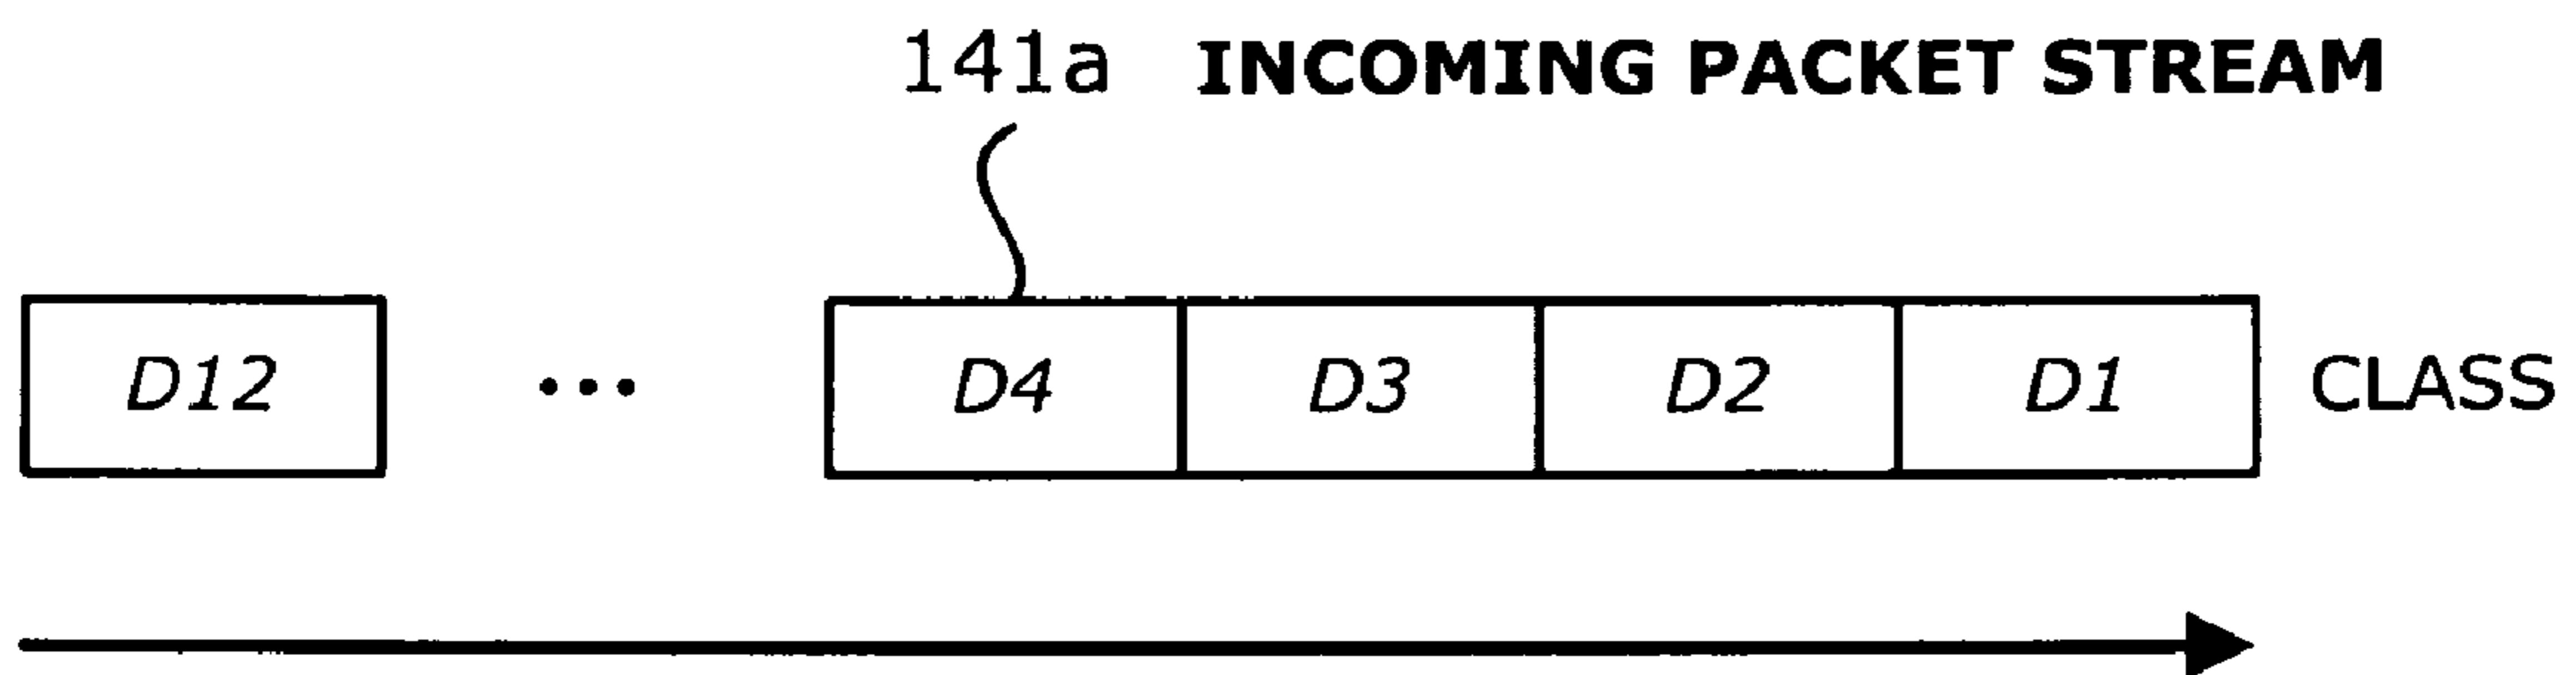 141a INCOMING PACKET STREAM
D12 ... D4 D3 D2 D1 CLASS